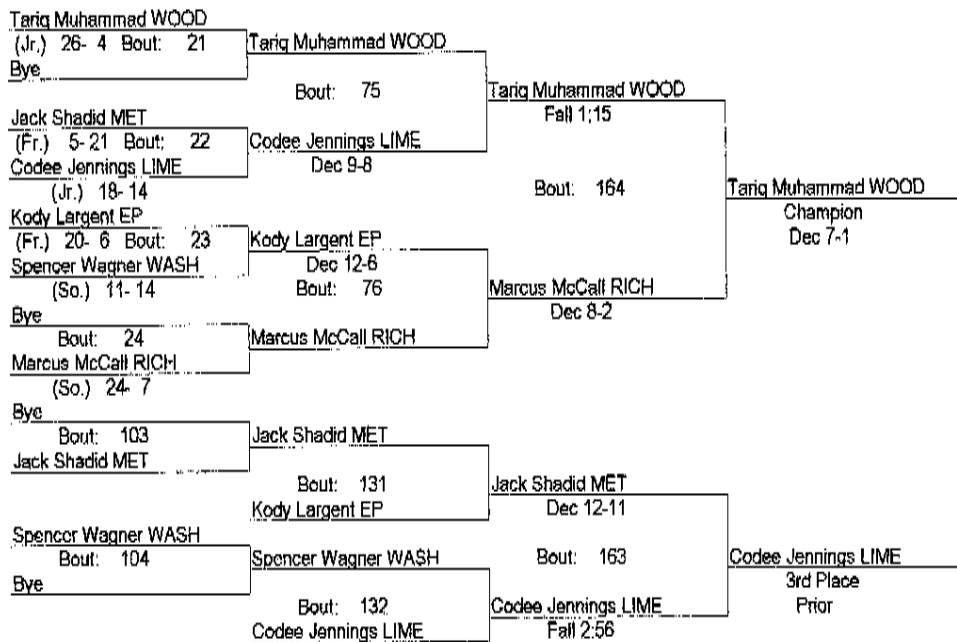 Tariq Muhammad WOOD
(Jr.) 26- 4 Bout: 21
Bye
Tariq Muhammad WOOD
Bout: 75
Jack Shadid MET
(Fr.) 5- 21 Bout: 22
Codee Jennings LIME
(Jr.) 18- 14
Codee Jennings LIME
Dec 9-8
Tariq Muhammad WOOD
Fall 1:15
Bout: 164
Kody Largent EP
(Fr.) 20- 6 Bout: 23
Spencer Wagner WASH
(So.) 11- 14
Kody Largent EP
Dec 12-6
Bout: 76
Bye
Bout: 24
Marcus McCall RICH
(So.) 24- 7
Marcus McCall RICH
Marcus McCall RICH
Dec 8-2
Tariq Muhammad WOOD
Champion
Dec 7-1
Bye
Bout: 103
Jack Shadid MET
Jack Shadid MET
Bout: 131
Kody Largent EP
Jack Shadid MET
Dec 12-11
Bout: 163
Spencer Wagner WASH
Bout: 104
Bye
Spencer Wagner WASH
Bout: 132
Codee Jennings LIME
Codee Jennings LIME
Fall 2:56
Codee Jennings LIME
3rd Place
Prior